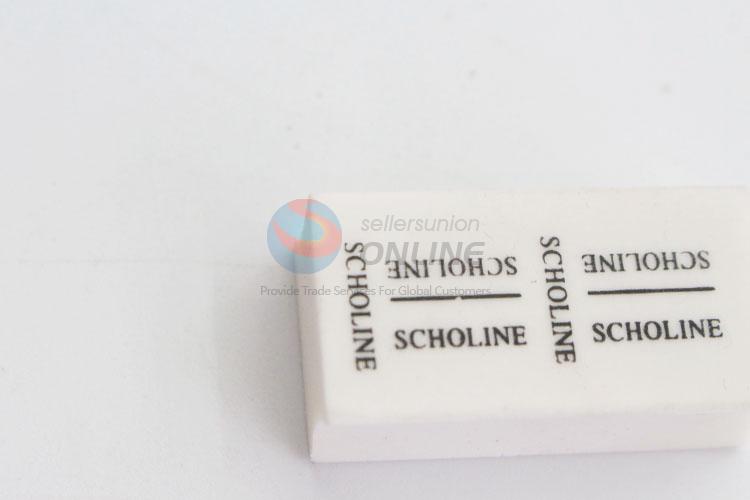 sellersunion
ONLINE
Provide Trade Services For Global Customers
SCHOLINE
SCHOLINE
SCHOLINE
SCHOLINE
SCHOLINE
SCHOLINE